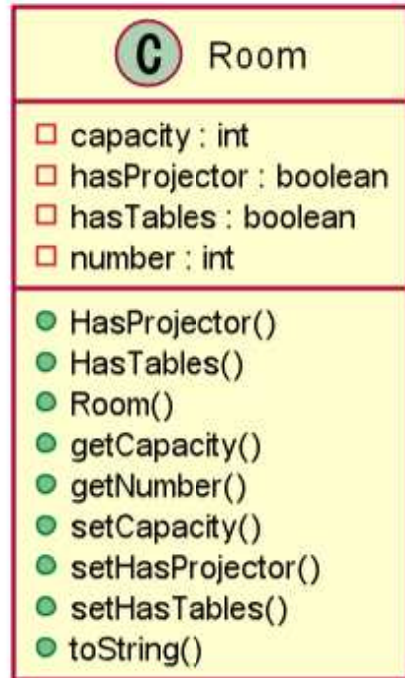 C Room
capacity : int
hasProjector : boolean
hasTables : boolean
number : int
HasProjector()
HasTables()
Room()
getCapacity()
getNumber()
setCapacity()
setHasProjector()
setHasTables()
toString()